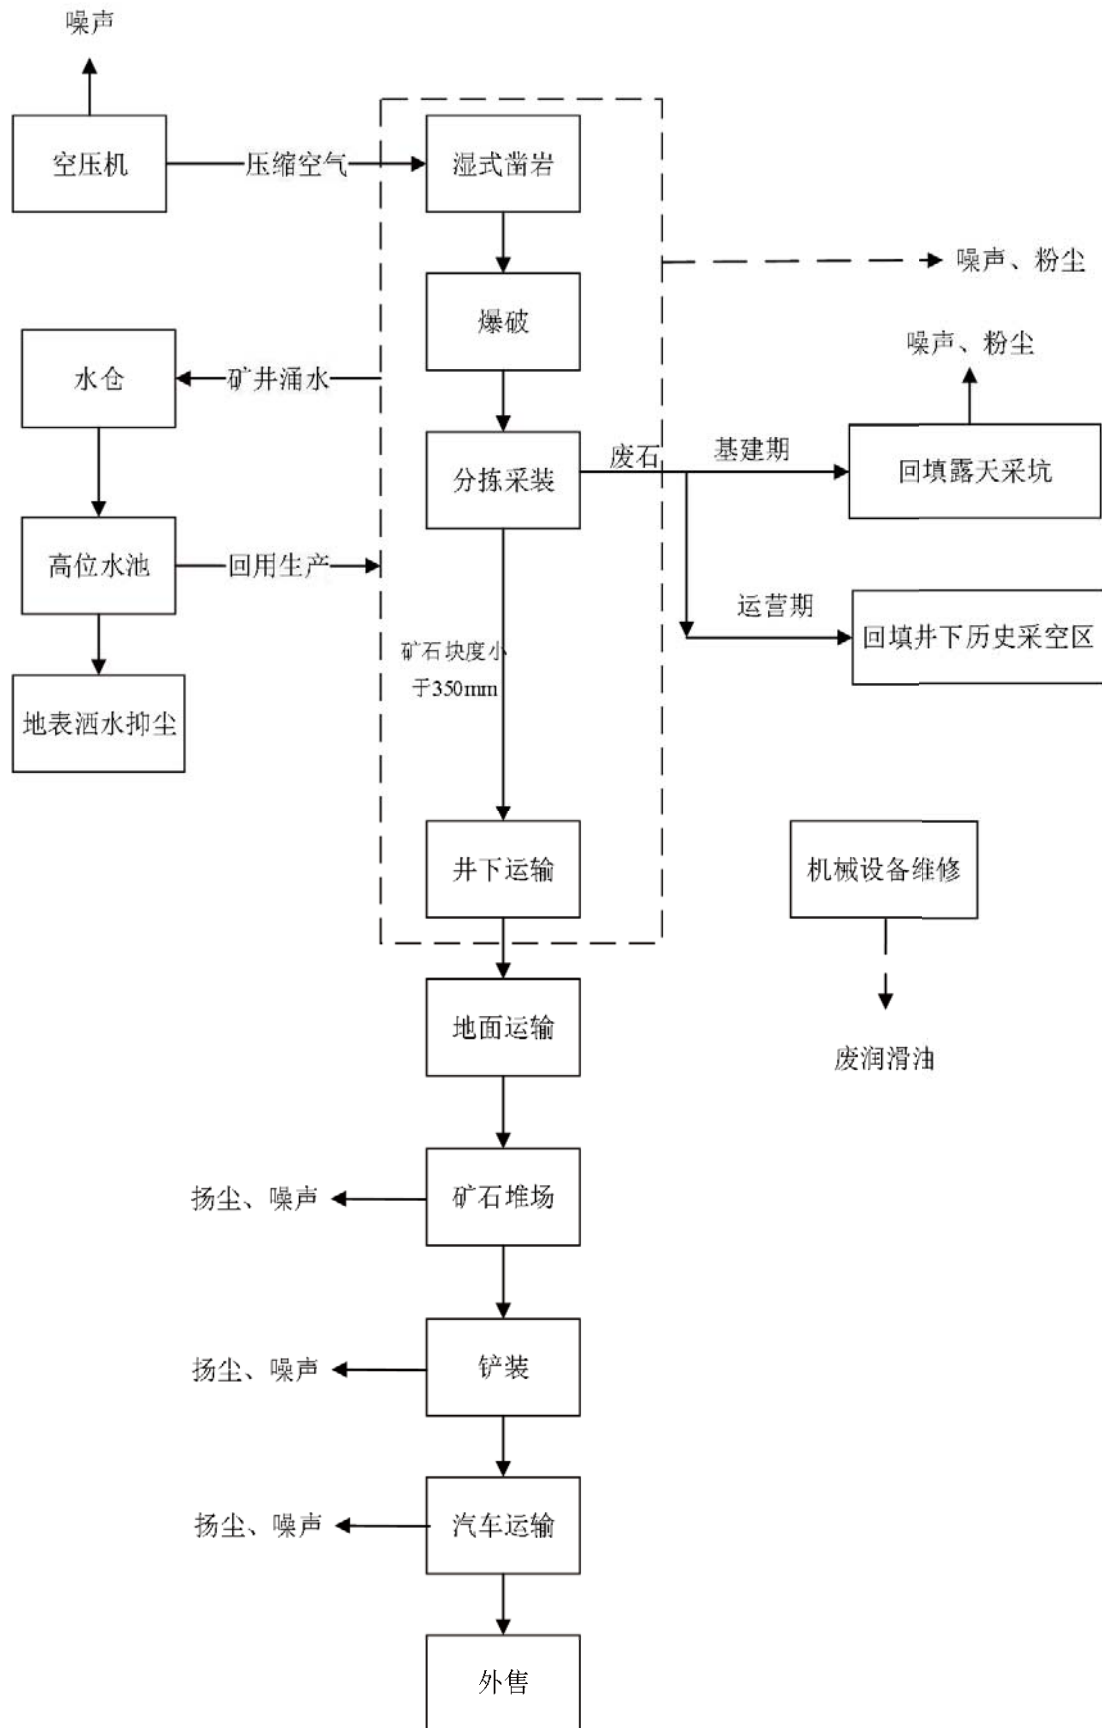 噪声
空压机
压缩空气
湿式凿岩
噪声、粉尘
爆破
噪声、粉尘
水仓
矿井涌水
分拣采装
废石
基建期
回填露天采坑
高位水池
回用生产
运营期
回填井下历史采空区
矿石块度小
于350mm
地表洒水抑尘
井下运输
机械设备维修
地面运输
废润滑油
扬尘、噪声
矿石堆场
扬尘、噪声
铲装
扬尘、噪声
汽车运输
外售